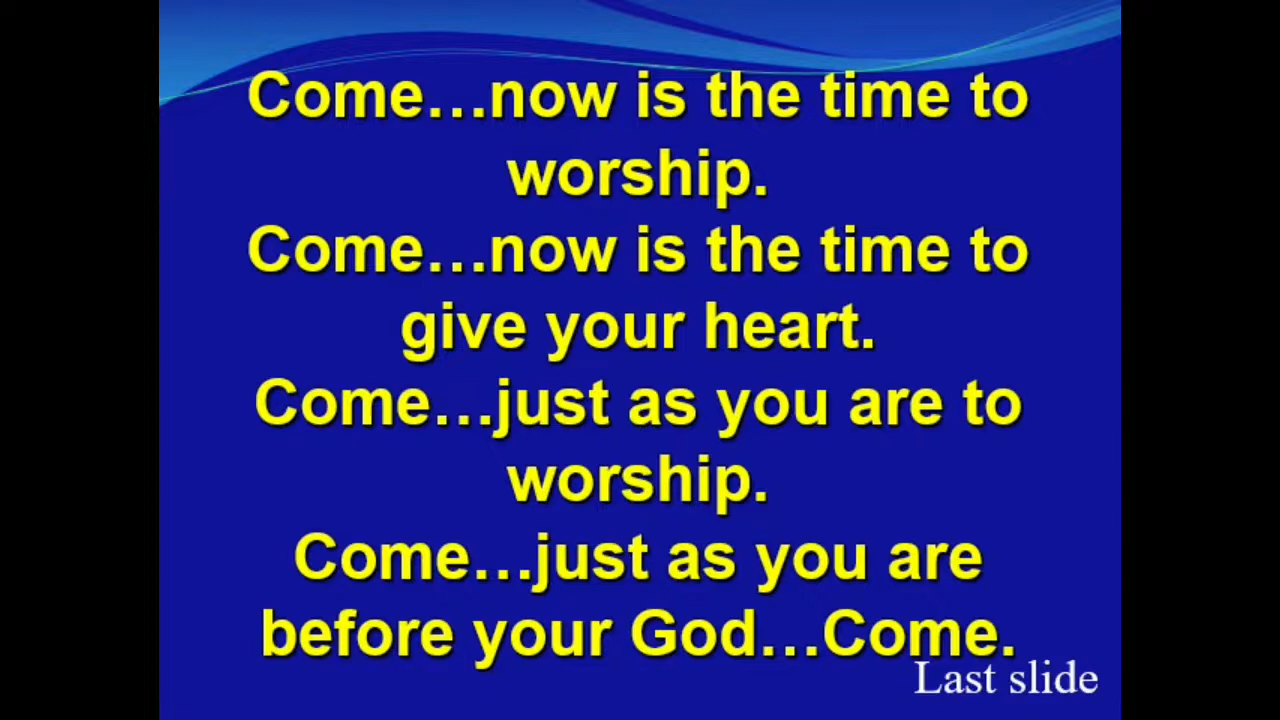 Come…now is the time to
worship.
Come…now is the time to
give your heart.
Come…just as you are to
worship.
Come…just as you are
before your God…Come.
Last slide